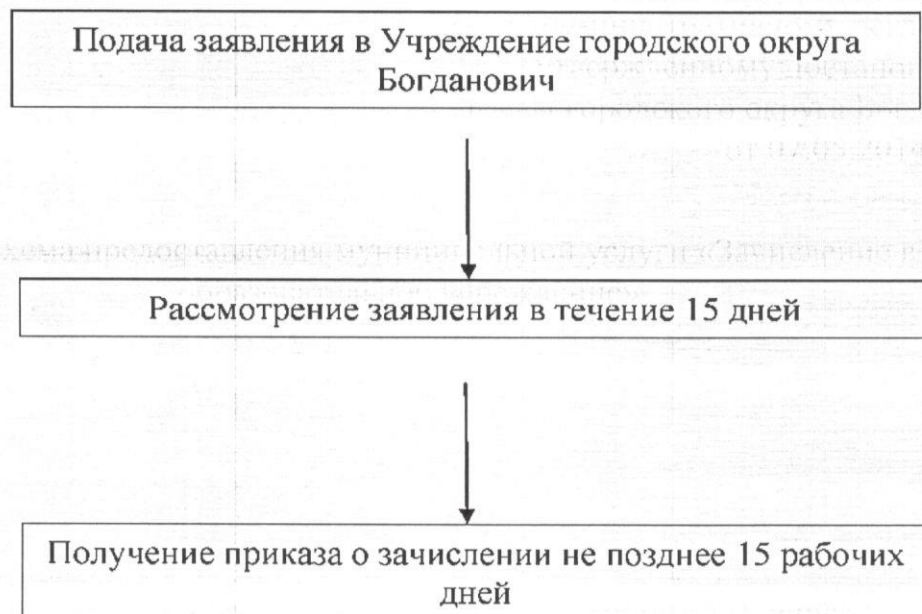 Подача заявления в Учреждение городского округа
Богданович
Рассмотрение заявления в течение 15 дней
Получение приказа о зачислении не позднее 15 рабочих
дней